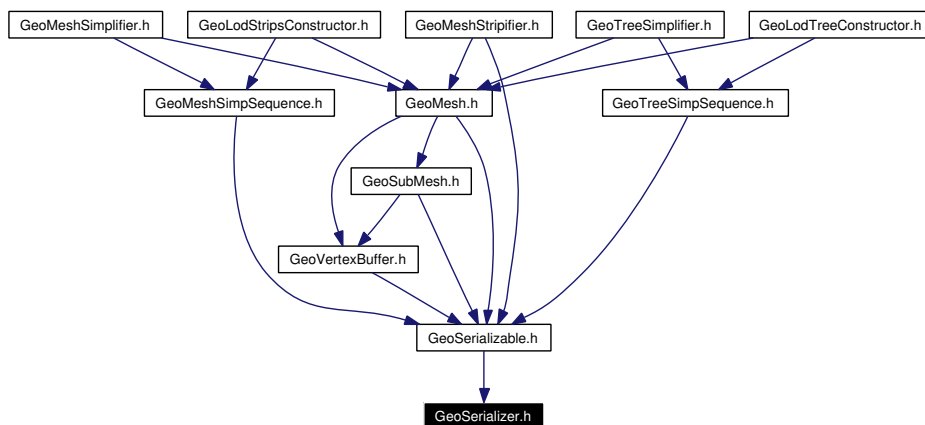 GeoMeshSimplifier.h
GeoLodStripsConstructor.h
GeoMeshStripifier.h
GeoTreeSimplifier.h
GeoLodTreeConstructor.h
GeoMeshSimpSequence.h
GeoMesh.h
GeoTreeSimpSequence.h
GeoSubMesh.h
GeoVertexBuffer.h
GeoSerializable.h
GeoSerializer.h